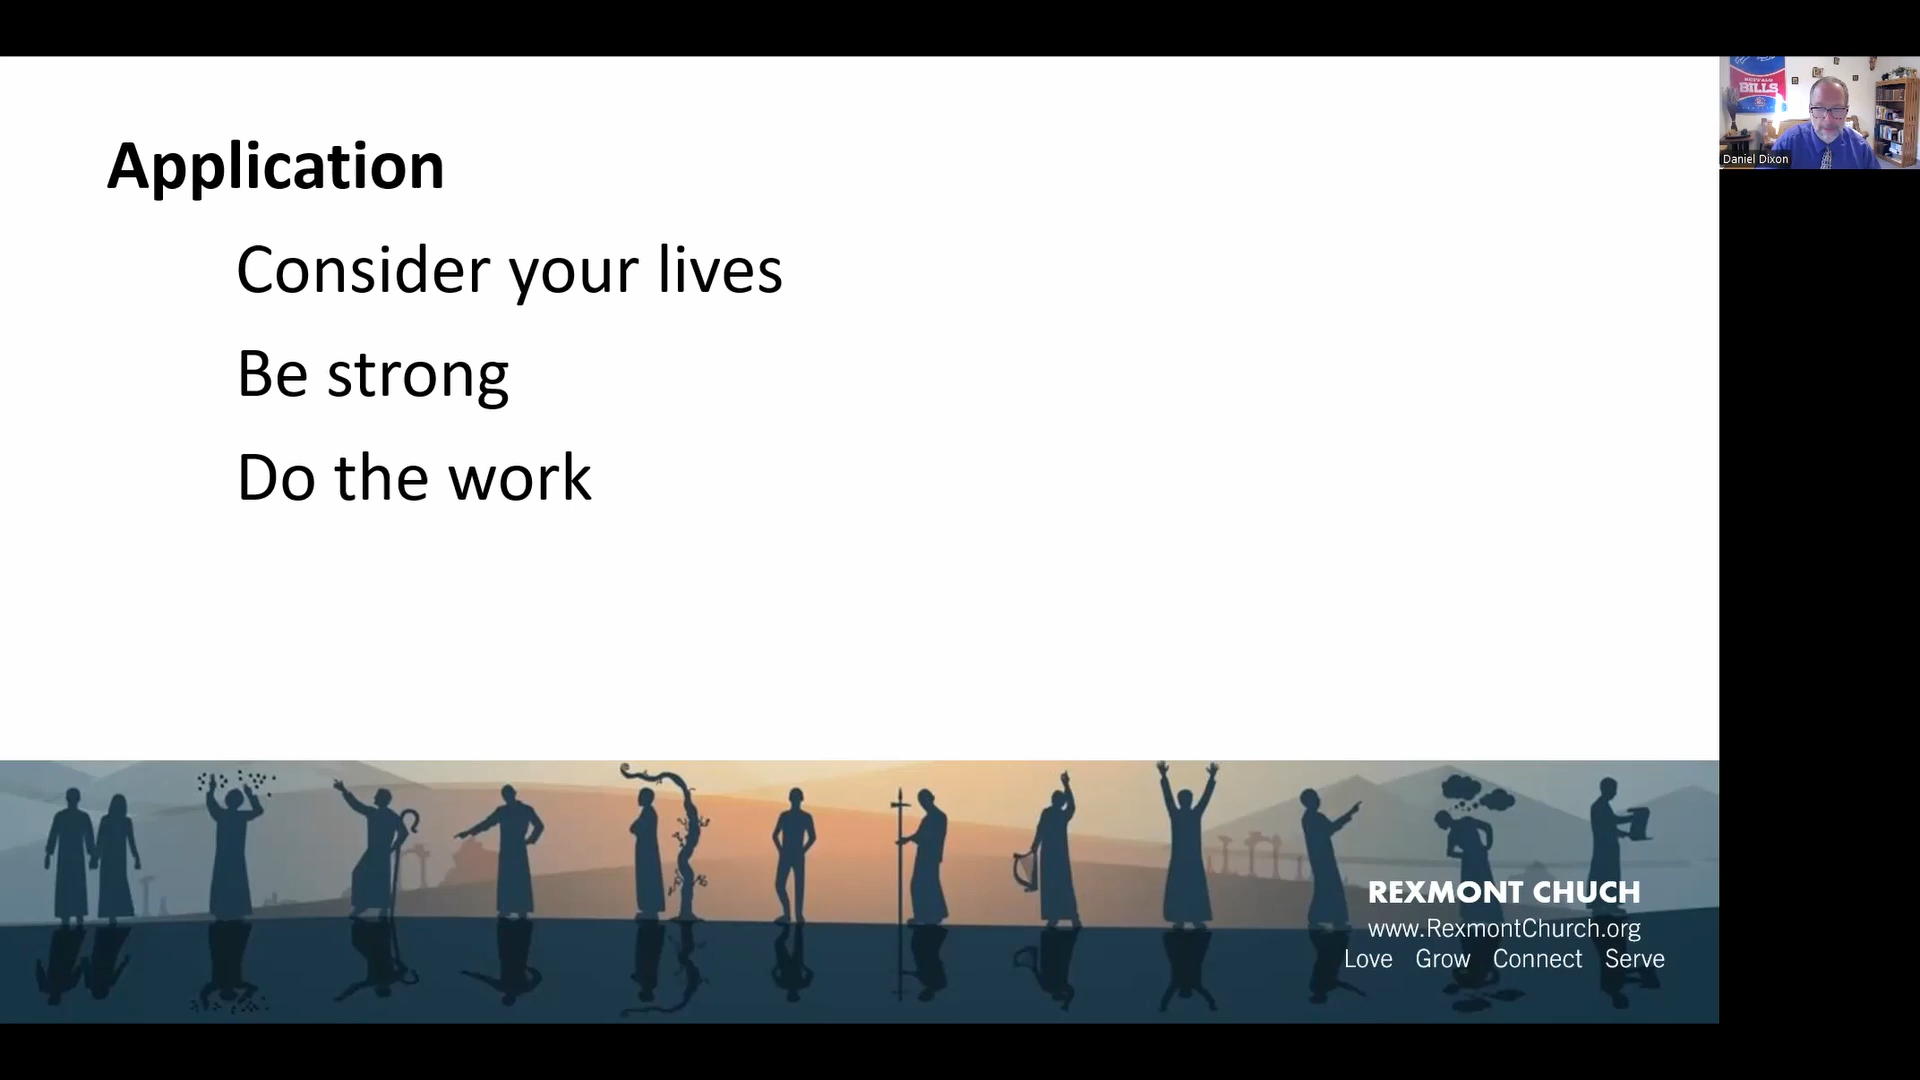 Application
Consider your lives
Be strong
Do the work
BUFFALO
BILLS
Daniel Dixon
REXMONT CHUCH
www.RexmontChurch.org
Love Grow Connect Serve